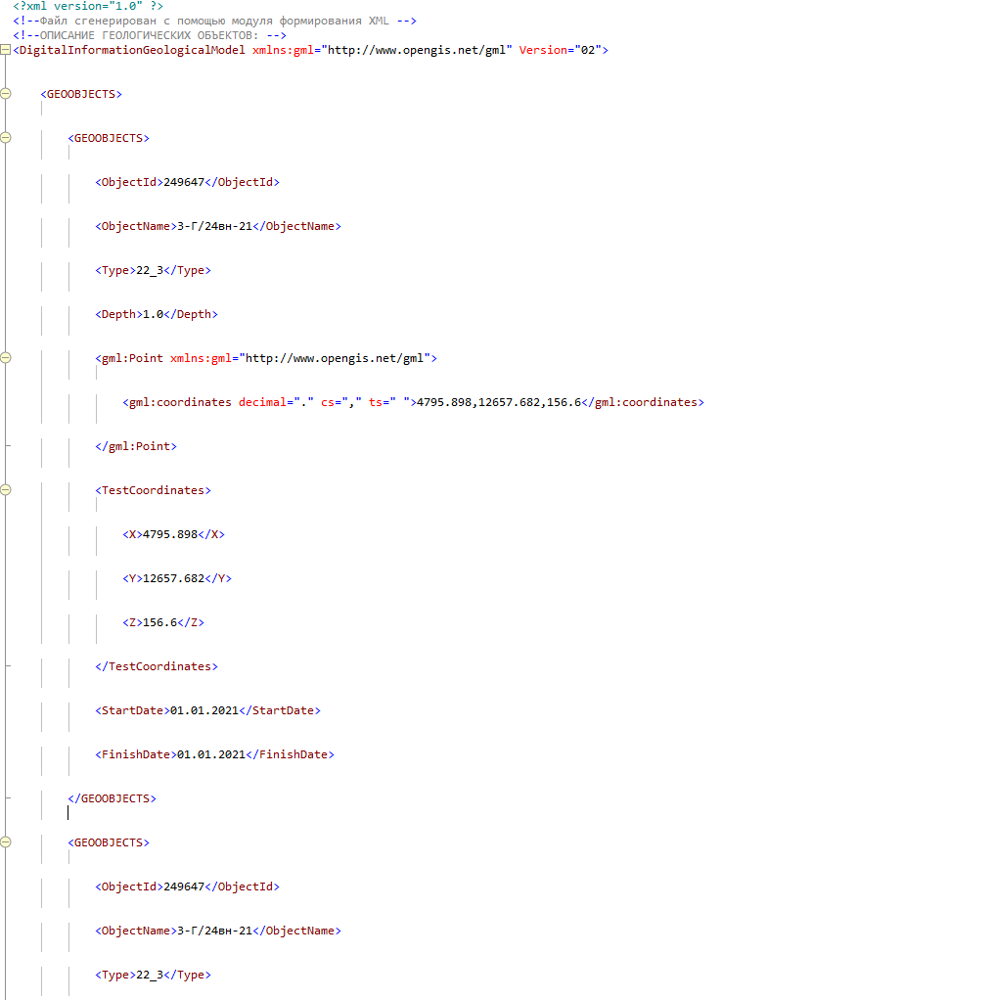 <?xml version="1.0" ?>
<!--Файл сгенерирован с помощью модуля формирования XML -->
<!--ОПИСАНИЕ ГЕОЛОГИЧЕСКИХ ОБЪЕКТОВ: -->
<DigitalInformationGeologicalModel xmlns:gml="http://www.opengis.net/gml" Version="02">
<GEOOBJECTS>
<GEOOBJECTS>
<ObjectId>249647</ObjectId>
<ObjectName>3-Г/24вн-21</ObjectName>
<Type>22_3</Type>
<Depth>1.0</Depth>
<gml:Point xmlns:gml="http://www.opengis.net/gml">
<gml:coordinates decimal="." cs="," ts=" ">4795.898,12657.682,156.6</gml:coordinates>
</gml:Point>
<TestCoordinates>
<X>4795.898</X>
<Y>12657.682</Y>
<Z>156.6</Z>
</TestCoordinates>
<StartDate>01.01.2021</StartDate>
<FinishDate>01.01.2021</FinishDate>
</GEOOBJECTS>
<GEOOBJECTS>
<ObjectId>249647</ObjectId>
<ObjectName>3-Г/24вн-21</ObjectName>
<Type>22_3</Type>